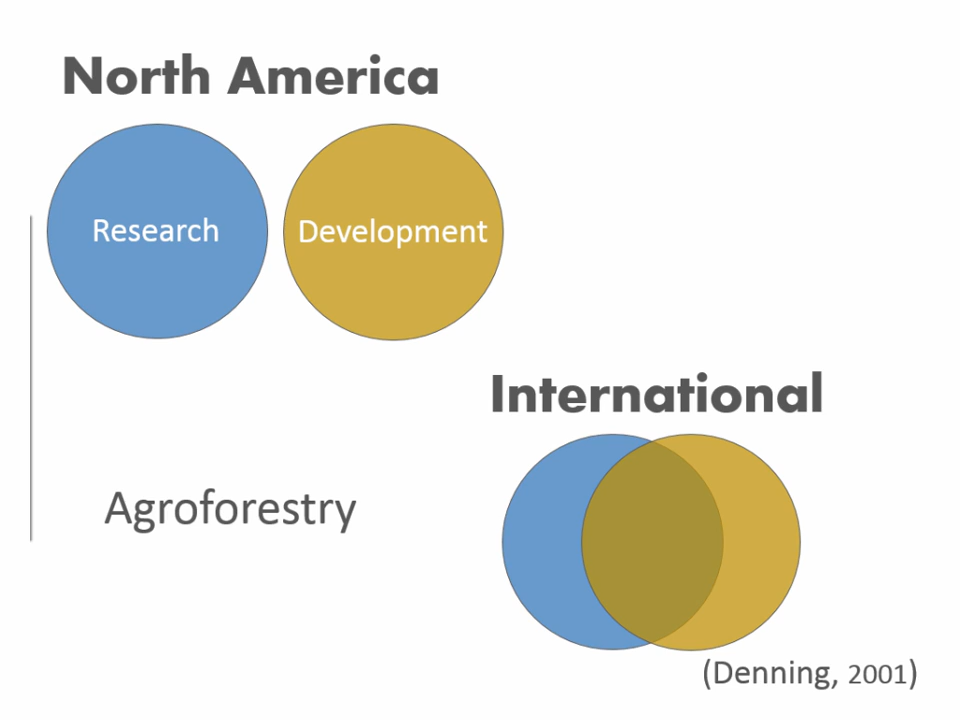 North America
Research
Development
International
Agroforestry
(Denning, 2001)